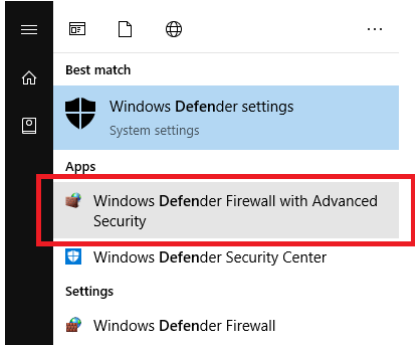 Best match
Windows Defender settings
System settings
Apps
Windows Defender Firewall with Advanced
Security
Windows Defender Security Center
Settings
Windows Defender Firewall